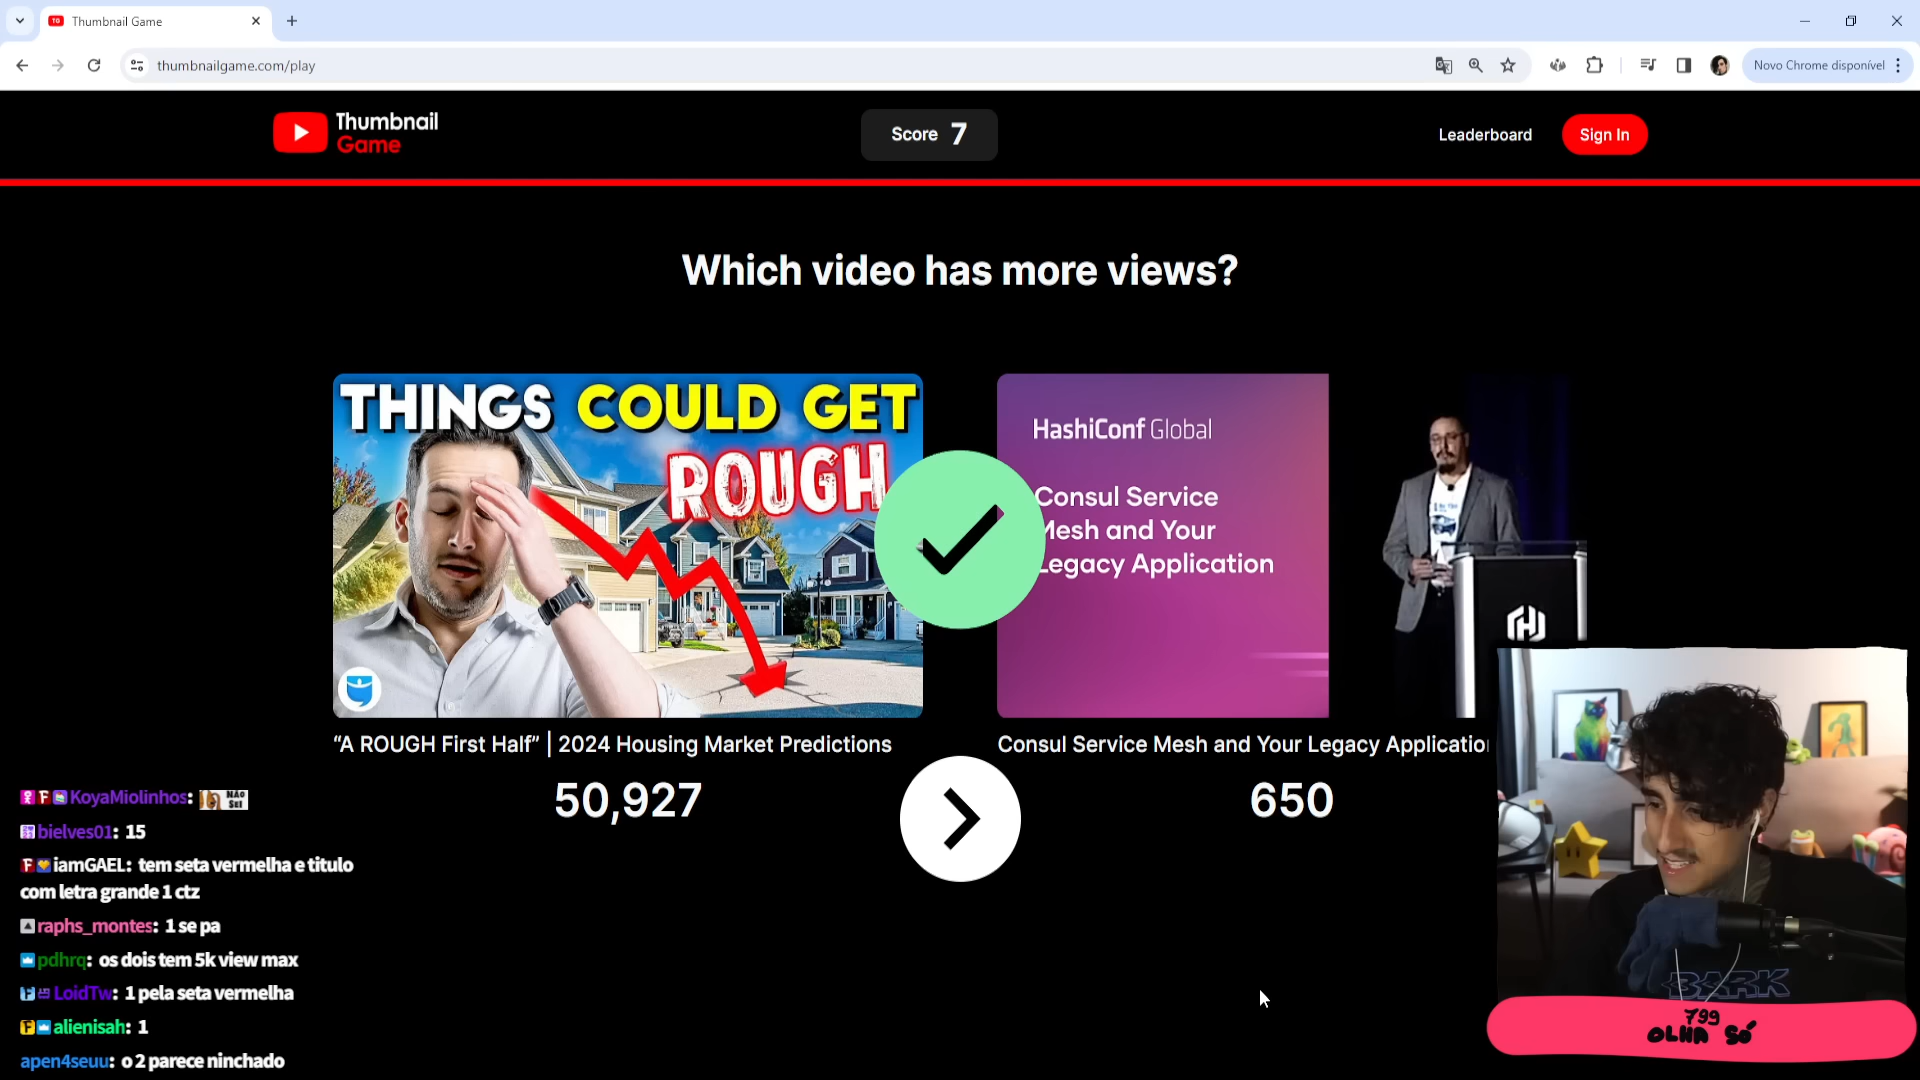 Thumbnail Game
thumbnailgame.com/play
Novo Chrome disponível
Thumbnail
Game
Score 7
Leaderboard
Sign In
Which video has more views?
THINGS COULD GET
ROUGH
HashiConf Global
Consul Service
Mesh and Your
Legacy Application
“A ROUGH First Half” | 2024 Housing Market Predictions
Consul Service Mesh and Your Legacy Applicatio
50,927
650
KoyaMiolinhos: NÃO SEI
bielves01: 15
iamGAEL: tem seta vermelha e titulo
com letra grande 1 ctz
raphs_montes: 1 se pa
pdhrq: os dois tem 5k view max
LoidTw: 1 pela seta vermelha
alienisah: 1
apen4seuu: o 2 parece ninchado
BARK
799
OLHA SÓ